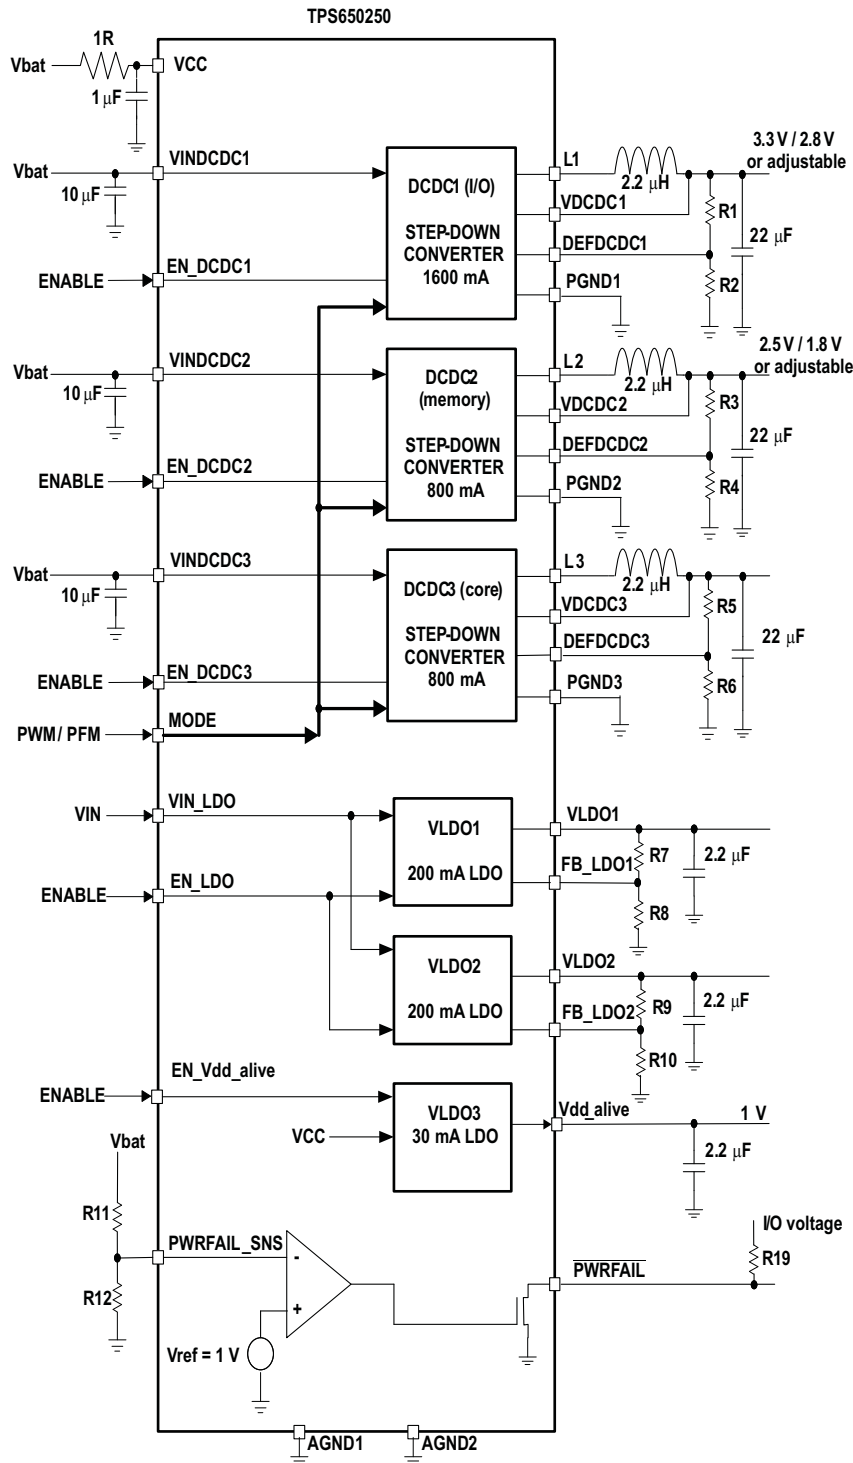 TPS650250
1R
Vbat
VCC
1 μF
3.3 V / 2.8 V
or adjustable
Vbat
VINDCDC1
10 μF
DCDC1 (I/O)
STEP-DOWN
CONVERTER
1600 mA
L1
2.2 μH
VDCDC1
R1
22 μF
DEFDCDC1
R2
ENABLE
EN_DCDC1
PGND1
2.5 V / 1.8 V
or adjustable
Vbat
VINDCDC2
10 μF
DCDC2
(memory)
STEP-DOWN
CONVERTER
800 mA
L2
2.2 μH
VDCDC2
R3
22 μF
DEFDCDC2
R4
ENABLE
EN_DCDC2
PGND2
Vbat
VINDCDC3
10 μF
DCDC3 (core)
STEP-DOWN
CONVERTER
800 mA
L3
2.2 μH
VDCDC3
R5
22 μF
DEFDCDC3
R6
ENABLE
EN_DCDC3
PGND3
PWM/ PFM
MODE
VIN
VIN_LDO
VLDO1
200 mA LDO
VLDO1
R7
2.2 μF
FB_LDO1
R8
ENABLE
EN_LDO
VLDO2
200 mA LDO
VLDO2
R9
2.2 μF
FB_LDO2
R10
ENABLE
EN_Vdd_alive
VLDO3
30 mA LDO
VCC
Vdd_alive
1 V
2.2 μF
Vbat
R11
R12
PWRFAIL_SNS
-
+
Vref = 1 V
PWRFAIL
I/O voltage
R19
AGND1
AGND2